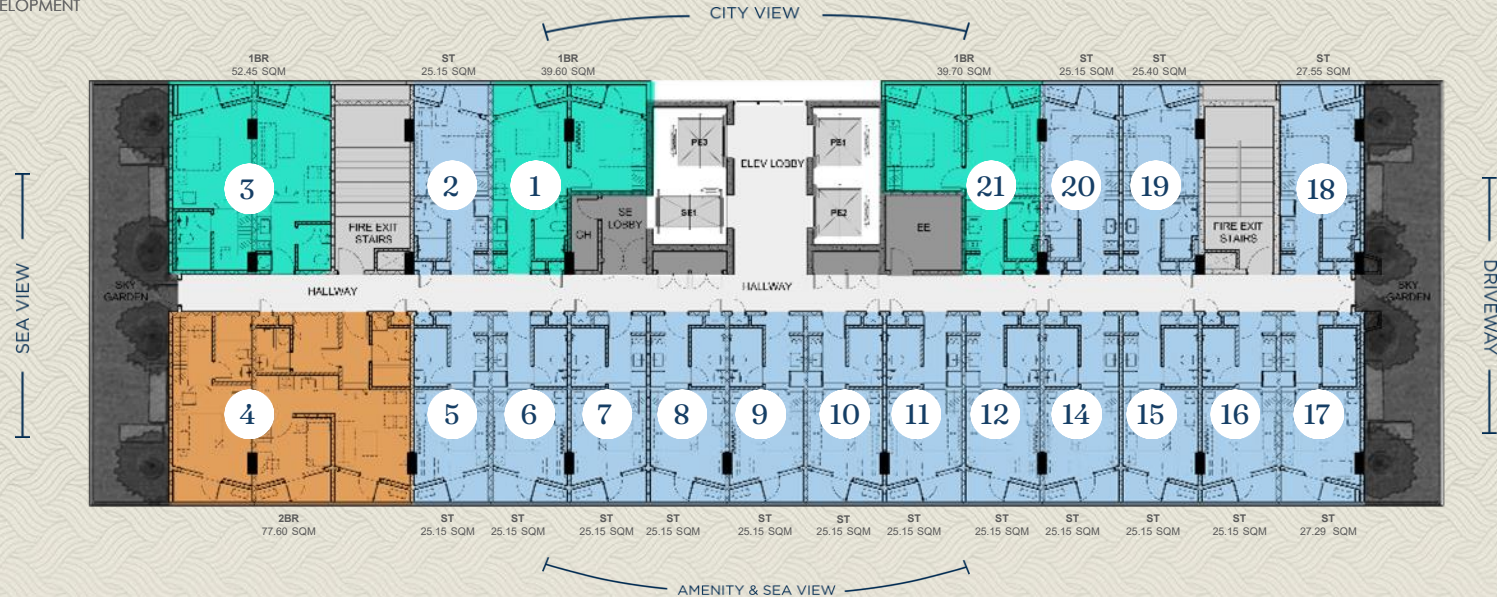 ELOPMENT
CITY VIEW
1BR
52.45 SQM
ST
25.15 SQM
1BR
39.60 SQM
1BR
39.70 SQM
ST
25.15 SQM
ST
25.40 SQM
ST
27.55 SQM
PE3
PE1
ELEV LOBBY
3
2
1
21
20
19
18
SE1
PE2
SE
LOBBY
CH
EE
FIRE EXIT
STAIRS
FIRE EXIT
STAIRS
SEA VIEW
DRIVEWAY
SKY
GARDEN
HALLWAY
HALLWAY
SKY
GARDEN
4
5
6
7
8
9
10
11
12
14
15
16
17
2BR
77.60 SQM
ST
25.15 SQM
ST
25.15 SQM
ST
25.15 SQM
ST
25.15 SQM
ST
25.15 SQM
ST
25.15 SQM
ST
25.15 SQM
ST
25.15 SQM
ST
25.15 SQM
ST
25.15 SQM
ST
25.15 SQM
ST
27.29 SQM
AMENITY & SEA VIEW